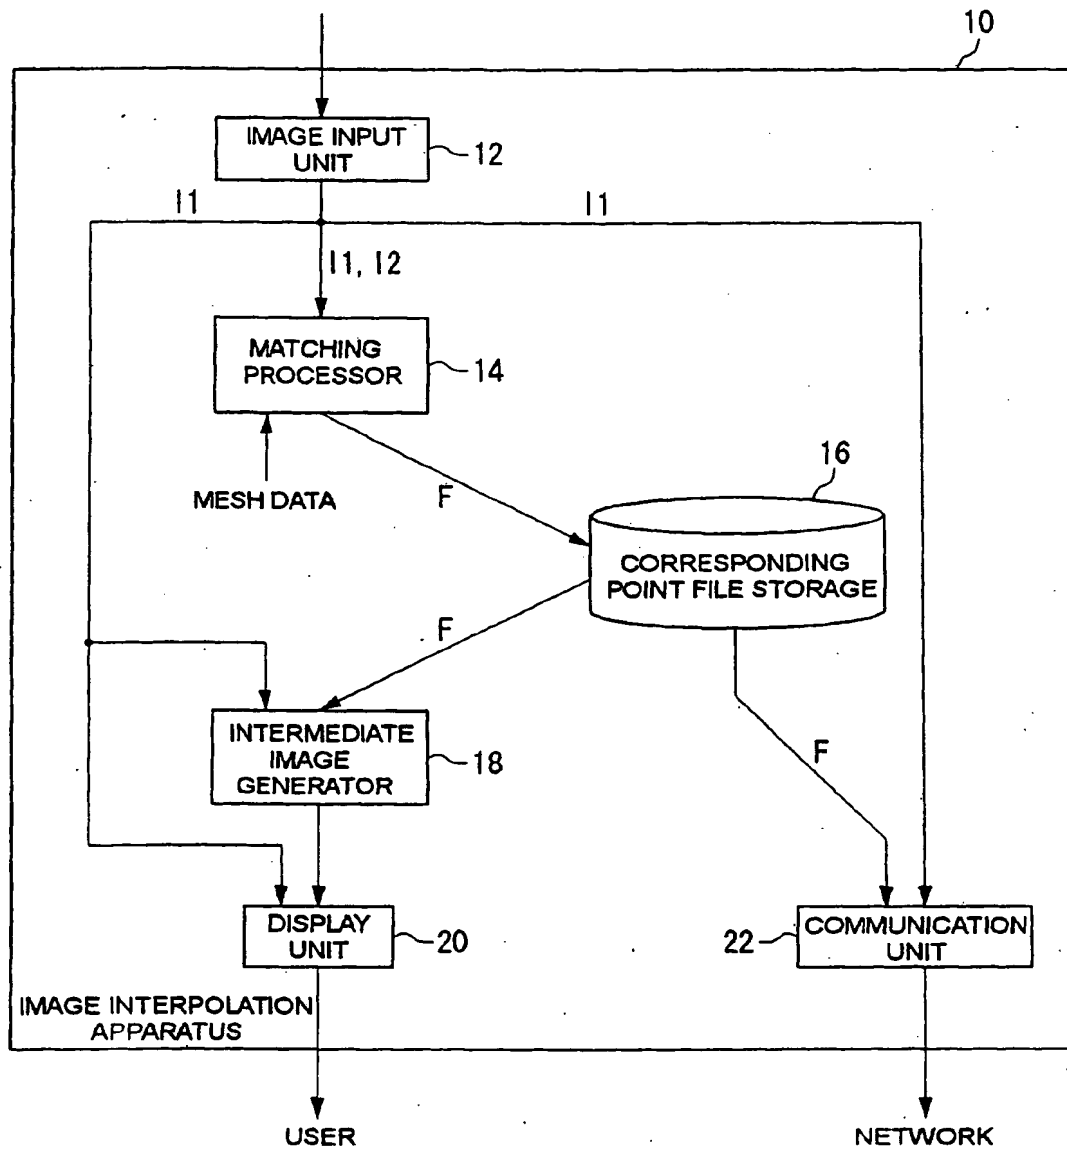 10
IMAGE INPUT
UNIT
12
I1
I1
I1, I2
MATCHING
PROCESSOR
14
MESH DATA
F
16
CORRESPONDING
POINT FILE STORAGE
F
INTERMEDIATE
IMAGE
GENERATOR
18
F
DISPLAY
UNIT
20
22
COMMUNICATION
UNIT
IMAGE INTERPOLATION
APPARATUS
USER
NETWORK